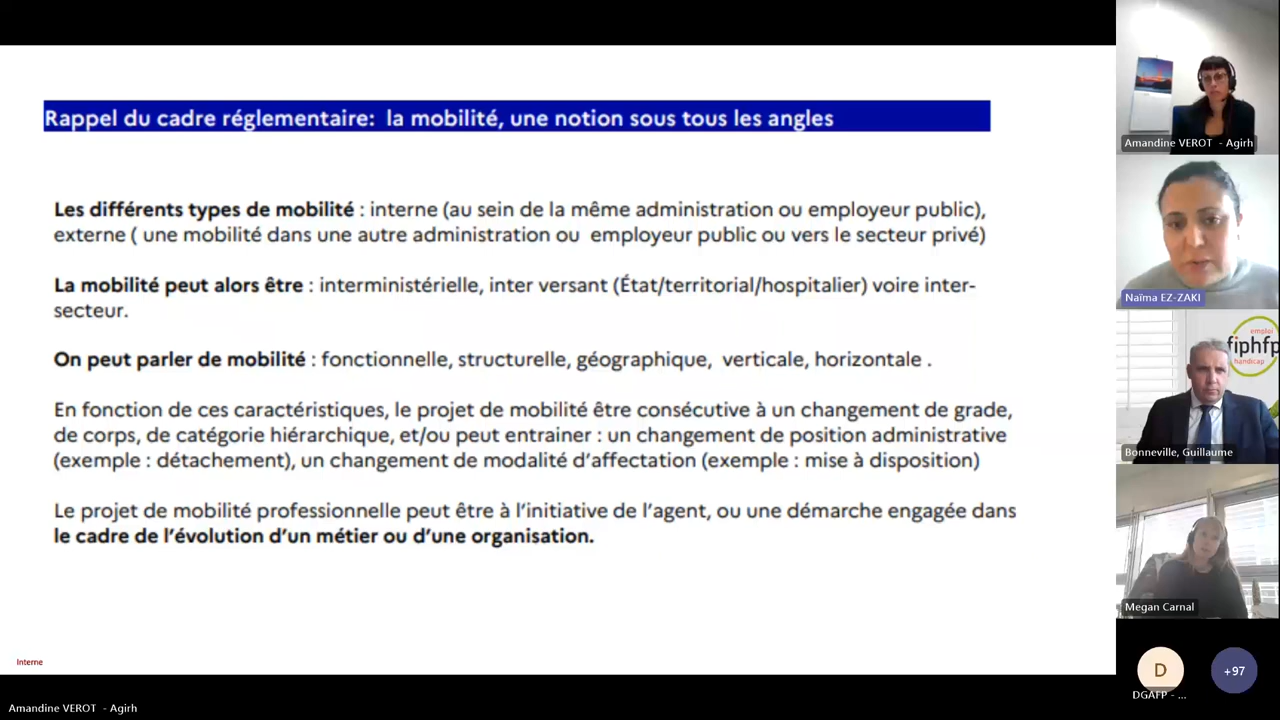 Rappel du cadre réglementaire: la mobilité, une notion sous tous les angles
Les différents types de mobilité : interne (au sein de la même administration ou employeur public),
externe ( une mobilité dans une autre administration ou employeur public ou vers le secteur privé)
La mobilité peut alors être : interministérielle, inter versant (État/territorial/hospitalier) voire inter-
secteur.
On peut parler de mobilité : fonctionnelle, structurelle, géographique, verticale, horizontale .
En fonction de ces caractéristiques, le projet de mobilité être consécutive à un changement de grade,
de corps, de catégorie hiérarchique, et/ou peut entrainer : un changement de position administrative
(exemple : détachement), un changement de modalité d'affectation (exemple : mise à disposition)
Le projet de mobilité professionnelle peut être à l'initiative de l'agent, ou une démarche engagée dans
le cadre de l'évolution d'un métier ou d'une organisation.
Interne
Amandine VEROT - Agirh
Amandine VEROT - Agirh
Naïma EZ-ZAKI
emploi
fiphfp
handicap
Bonneville, Guillaume
Megan Carnal
D
+97
DGAFP - ...